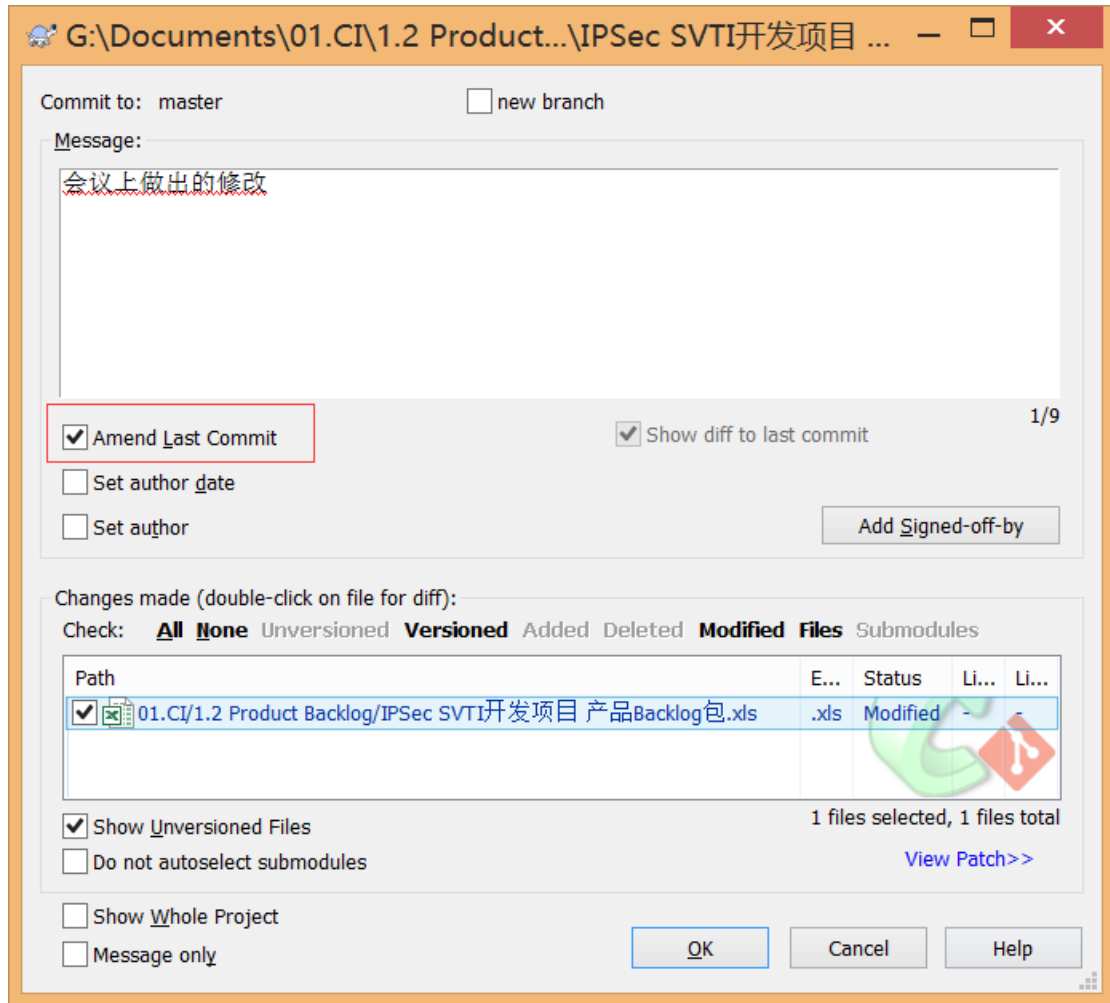 G:\Documents\01.CI\1.2 Product...\IPSec SVTI开发项目 ...
Commit to: master new branch
Message:
会议上做出的修改
1/9
Amend Last Commit Show diff to last commit
Set author date
Set author Add Signed-off-by
Changes made (double-click on file for diff):
Check: All None Unversioned Versioned Added Deleted Modified Files Submodules
Path E... Status Li... Li...
01.CI/1.2 Product Backlog/IPSec SVTI开发项目 产品Backlog包.xls .xls Modified - -
Show Unversioned Files 1 files selected, 1 files total
Do not autoselect submodules View Patch>>
Show Whole Project
Message only OK Cancel Help